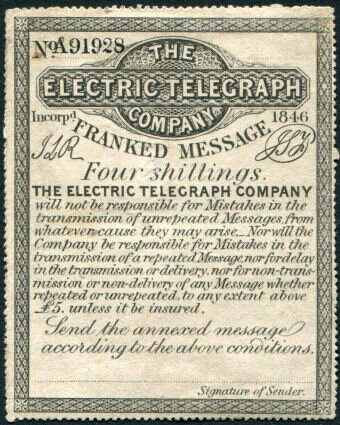 No. A91928
THE
ELECTRIC TELEGRAPH
COMPANY
Incorpd. 1846
FRANKED MESSAGE
Four shillings.
THE ELECTRIC TELEGRAPH COMPANY
will not be responsible for Mistakes in the
transmission of unrepeated Messages, from
whatever cause they may arise._ Nor will the
Company be responsible for Mistakes in the
transmission of a repeated Message, nor for delay
in the transmission or delivery, nor for non-trans-
mission or non-delivery of any Message whether
repeated or unrepeated, to any extent above
£5. unless it be insured.
Send the annexed message
according to the above conditions.
Signature of Sender.